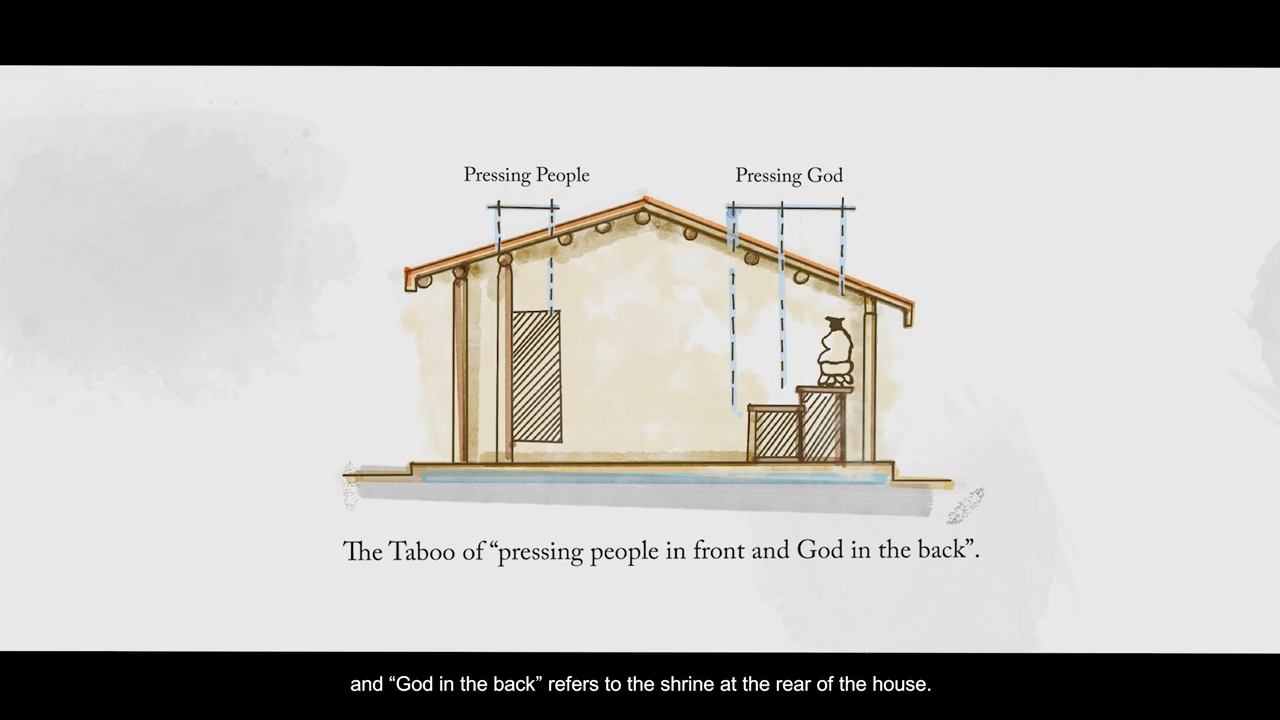 Pressing People
Pressing God
The Taboo of “pressing people in front and God in the back”.
and “God in the back” refers to the shrine at the rear of the house.